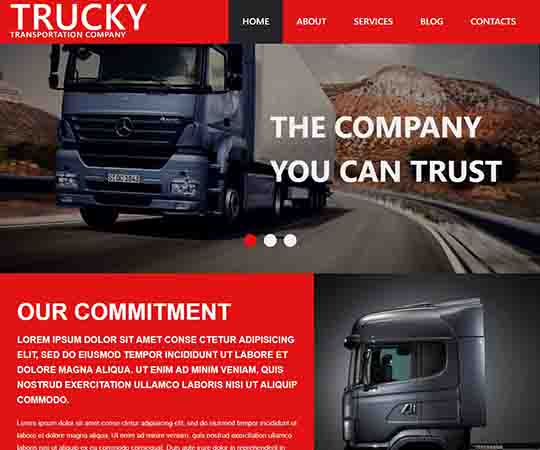 TRUCKY
TRANSPORTATION COMPANY
HOME ABOUT SERVICES BLOG CONTACTS
THE COMPANY
YOU CAN TRUST
OUR COMMITMENT
LOREM IPSUM DOLOR SIT AMET CONSE CTETUR ADIPISICING
ELIT, SED DO EIUSMOD TEMPOR INCIDIDUNT UT LABORE ET
DOLORE MAGNA ALIQUA. UT ENIM AD MINIM VENIAM, QUIS
NOSTRUD EXERCITATION ULLAMCO LABORIS NISI UT ALIQUIP
COMMODO.
Lorem ipsum dolor sit amet conse ctetur adipisicing elit, sed do eiusmod tempor incididunt ut
labore et dolore magna aliqua. Ut enim ad minim veniam, quis nostrud exercitation ullamco
laboris nisi ut aliquip commodo consequat. Duis aute irure dolor in reprehenderit in